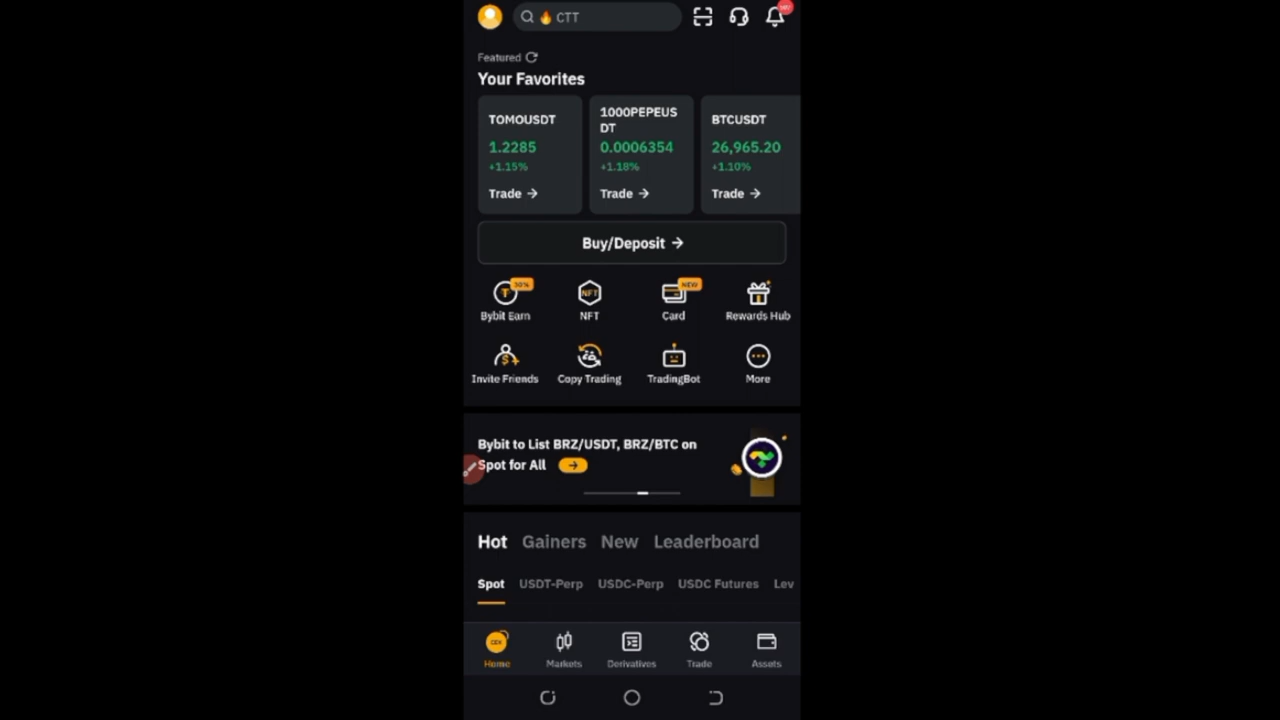 CTT
Featured
Your Favorites
TOMOUSDT
1.2285
+1.15%
Trade →
1000PEPEUS
DT
0.0006354
+1.18%
Trade →
BTCUSDT
26,965.20
+1.10%
Trade →
Buy/Deposit →
30%
Bybit Earn
NFT
NFT
NEW
Card
Rewards Hub
Invite Friends
Copy Trading
TradingBot
More
Bybit to List BRZ/USDT, BRZ/BTC on
Spot for All
Hot Gainers New Leaderboard
Spot USDT-Perp USDC-Perp USDC Futures Lev
Home Markets Derivatives Trade Assets